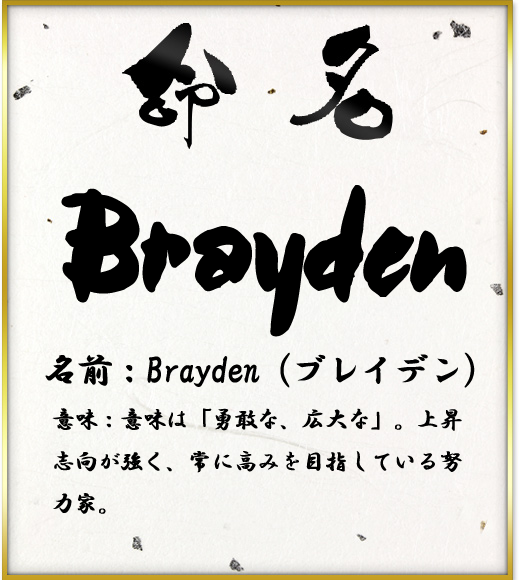 命名
Brayden
名前：Brayden（ブレイデン）
意味：意味は「勇敢な、広大な」。上昇
志向が強く、常に高みを目指している努
力家。